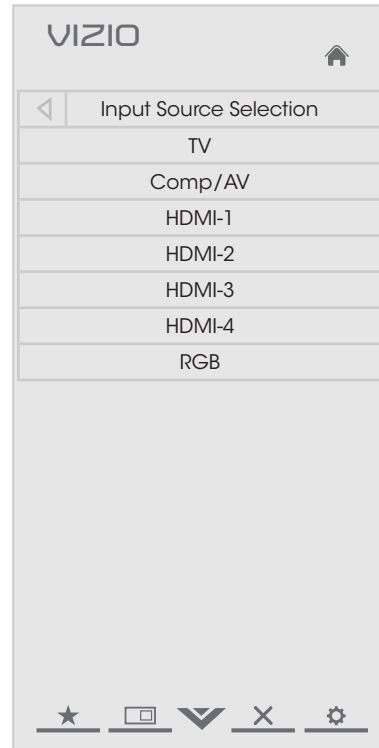 VIZIO
Input Source Selection
TV
Comp/AV
HDMI-1
HDMI-2
HDMI-3
HDMI-4
RGB